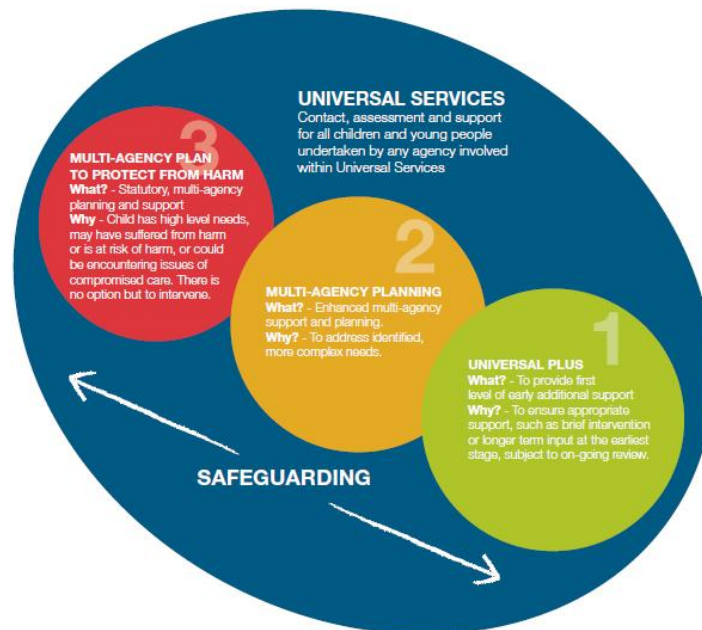 UNIVERSAL SERVICES
Contact, assessment and support
for all children and young people
undertaken by any agency involved
within Universal Services
3
MULTI-AGENCY PLAN
TO PROTECT FROM HARM
What? - Statutory, multi-agency
planning and support
Why - Child has high level needs,
may have suffered from harm
or is at risk of harm, or could
be encountering issues of
compromised care. There is
no option but to intervene.
2
MULTI-AGENCY PLANNING
What? - Enhanced multi-agency
support and planning.
Why? - To address identified,
more complex needs.
1
UNIVERSAL PLUS
What? - To provide first
level of early additional support
Why? - To ensure appropriate
support, such as brief intervention
or longer term input at the earliest
stage, subject to on-going review.
SAFEGUARDING